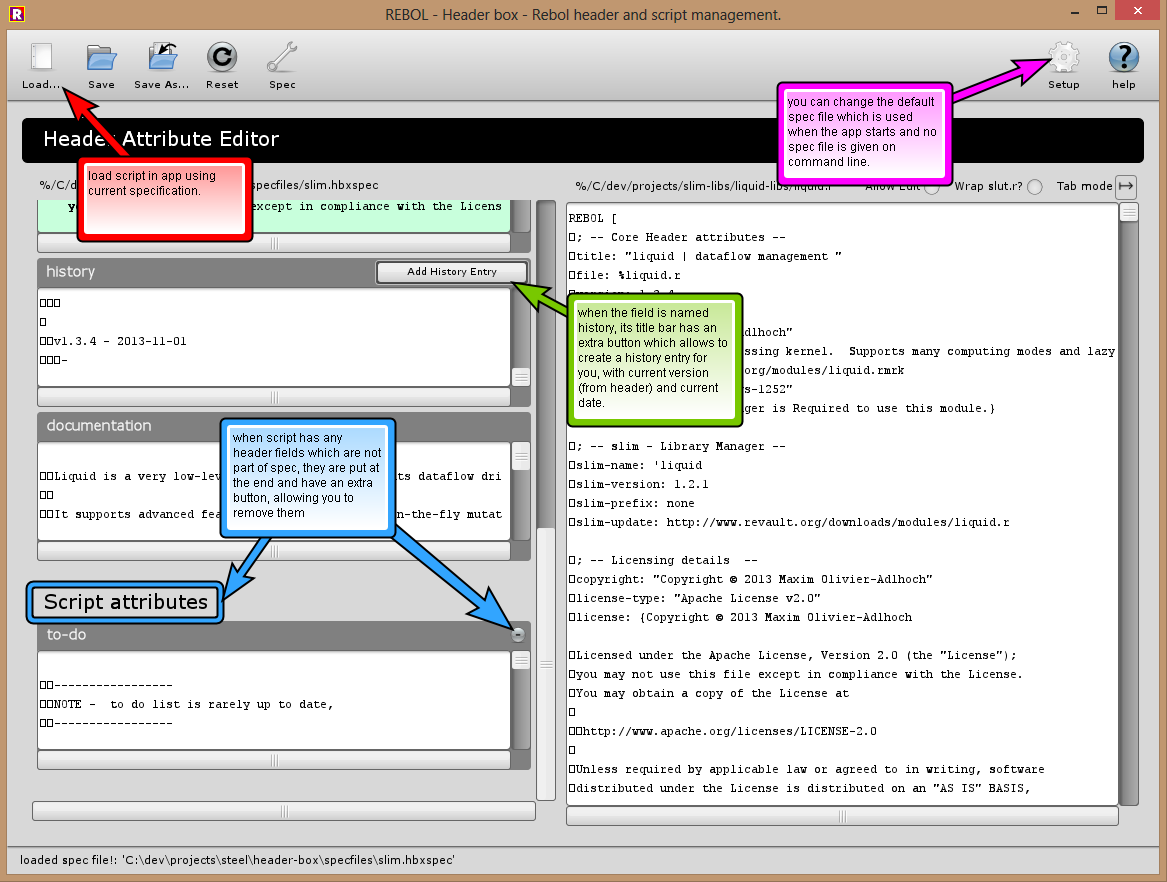 REBOL - Header box - Rebol header and script management.
Load...
Save
Save As...
Reset
Spec
Setup
help
Header Attribute Editor
you can change the default
spec file which is used
when the app starts and no
spec file is given on
command line.
load script in app using
current specification.
%/C/d specfiles/slim.hbxspec
%/C/dev/projects/slim-libs/liquid-libs/liquid.r
Allow Edit
Wrap slut.r?
Tab mode
except in compliance with the Licens
history
Add History Entry
v1.3.4 - 2013-11-01
-
when the field is named
history, its title bar has an
extra button which allows to
create a history entry for
you, with current version
(from header) and current
date.
documentation
Liquid is a very low-lev ts dataflow dri
It supports advanced fea n-the-fly mutat
when script has any
header fields which are not
part of spec, they are put at
the end and have an extra
button, allowing you to
remove them
Script attributes
to-do
-----------------
NOTE -  to do list is rarely up to date,
-----------------
REBOL [
; -- Core Header attributes --
title: "liquid | dataflow management "
file: %liquid.r
dlhoch"
ssing kernel.  Supports many computing modes and lazy
org/modules/liquid.rmrk
s-1252"
ger is Required to use this module.}
; -- slim - Library Manager --
slim-name: 'liquid
slim-version: 1.2.1
slim-prefix: none
slim-update: http://www.revault.org/downloads/modules/liquid.r
; -- Licensing details  --
copyright: "Copyright © 2013 Maxim Olivier-Adlhoch"
license-type: "Apache License v2.0"
license: {Copyright © 2013 Maxim Olivier-Adlhoch
Licensed under the Apache License, Version 2.0 (the "License");
you may not use this file except in compliance with the License.
You may obtain a copy of the License at
http://www.apache.org/licenses/LICENSE-2.0
Unless required by applicable law or agreed to in writing, software
distributed under the License is distributed on an "AS IS" BASIS,
loaded spec file!: 'C:\dev\projects\steel\header-box\specfiles\slim.hbxspec'